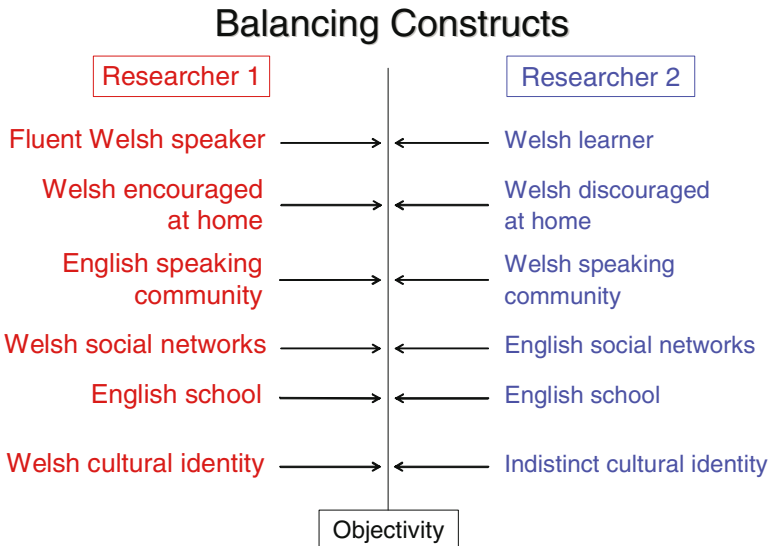 Balancing Constructs
Researcher 1
Researcher 2
Fluent Welsh speaker
Welsh learner
Welsh encouraged
at home
Welsh discouraged
at home
English speaking
community
Welsh speaking
community
Welsh social networks
English social networks
English school
English school
Welsh cultural identity
Indistinct cultural identity
Objectivity